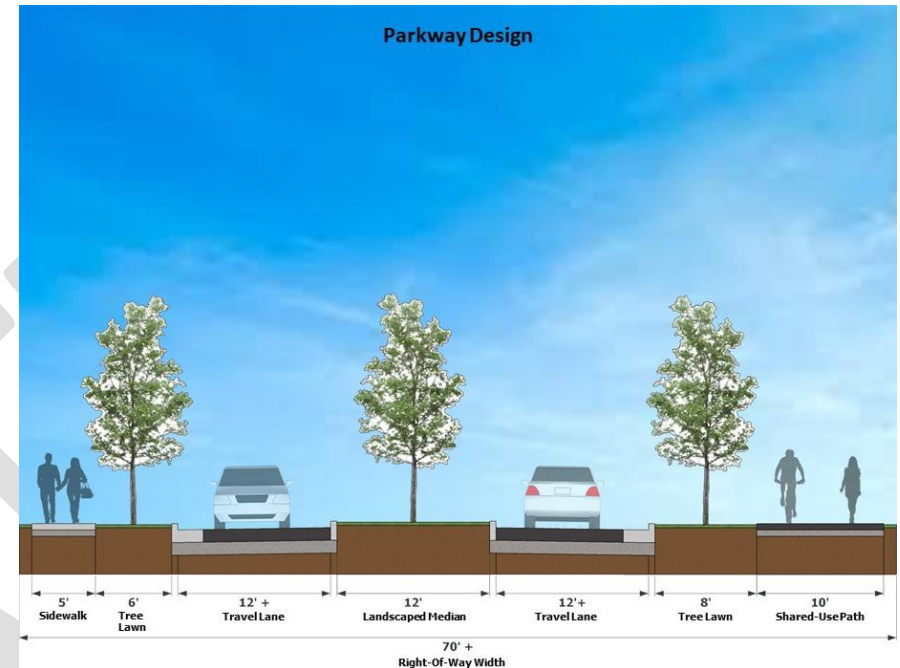 Parkway Design
5' 6' 12' + 12' 12'+ 8' 10'
Sidewalk Tree Travel Lane Landscaped Median Travel Lane Tree Lawn Shared-Use Path
Lawn
70' +
Right-Of-Way Width